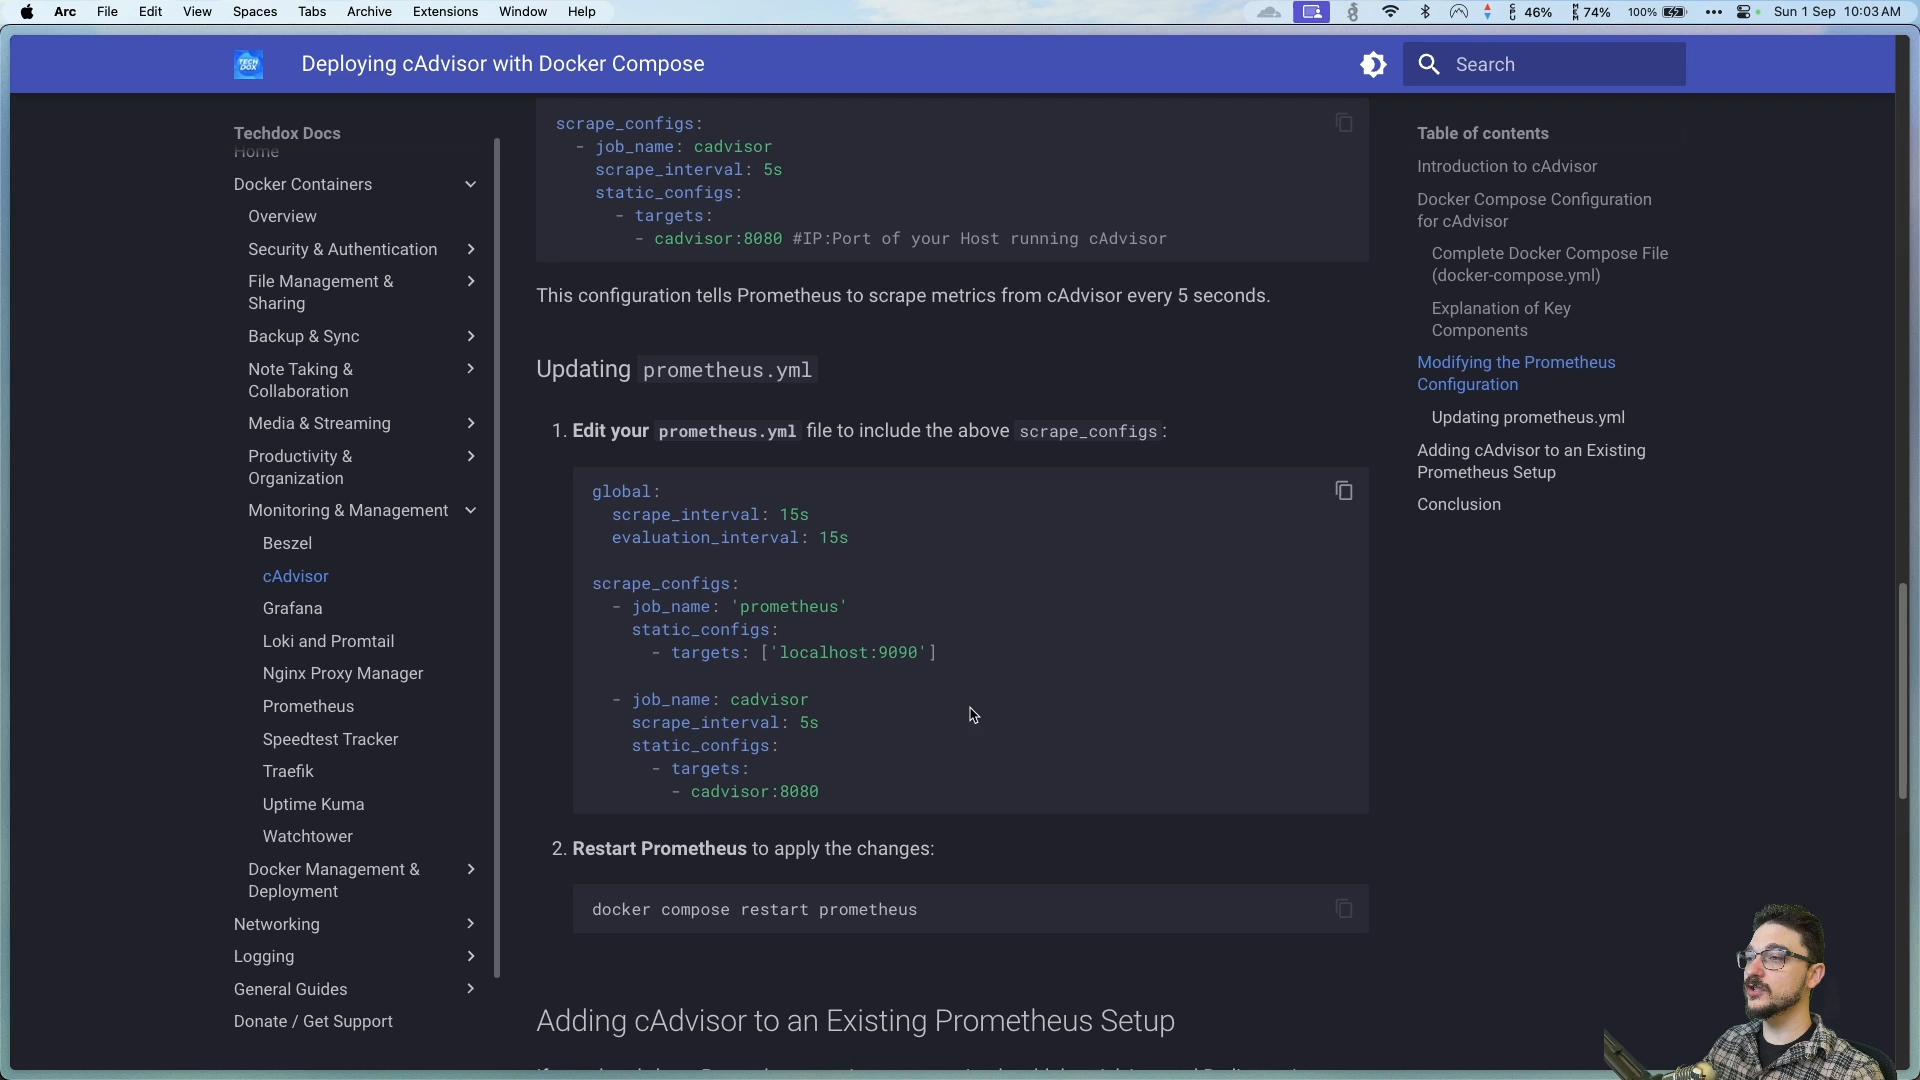 Arc File Edit View Spaces Tabs Archive Extensions Window Help 46% 74% 100% Sun 1 Sep 10:03 AM
TECH DOX Deploying cAdvisor with Docker Compose Search
Techdox Docs
Home
Docker Containers
Overview
Security & Authentication
File Management &
Sharing
Backup & Sync
Note Taking &
Collaboration
Media & Streaming
Productivity &
Organization
Monitoring & Management
Beszel
cAdvisor
Grafana
Loki and Promtail
Nginx Proxy Manager
Prometheus
Speedtest Tracker
Traefik
Uptime Kuma
Watchtower
Docker Management &
Deployment
Networking
Logging
General Guides
Donate / Get Support
scrape_configs:
- job_name: cadvisor
scrape_interval: 5s
static_configs:
- targets:
- cadvisor:8080 #IP:Port of your Host running cAdvisor
This configuration tells Prometheus to scrape metrics from cAdvisor every 5 seconds.
Updating prometheus.yml
1. Edit your prometheus.yml file to include the above scrape_configs:
global:
scrape_interval: 15s
evaluation_interval: 15s
scrape_configs:
- job_name: 'prometheus'
static_configs:
- targets: ['localhost:9090']
- job_name: cadvisor
scrape_interval: 5s
static_configs:
- targets:
- cadvisor:8080
2. Restart Prometheus to apply the changes:
docker compose restart prometheus
Adding cAdvisor to an Existing Prometheus Setup
Table of contents
Introduction to cAdvisor
Docker Compose Configuration
for cAdvisor
Complete Docker Compose File
(docker-compose.yml)
Explanation of Key
Components
Modifying the Prometheus
Configuration
Updating prometheus.yml
Adding cAdvisor to an Existing
Prometheus Setup
Conclusion